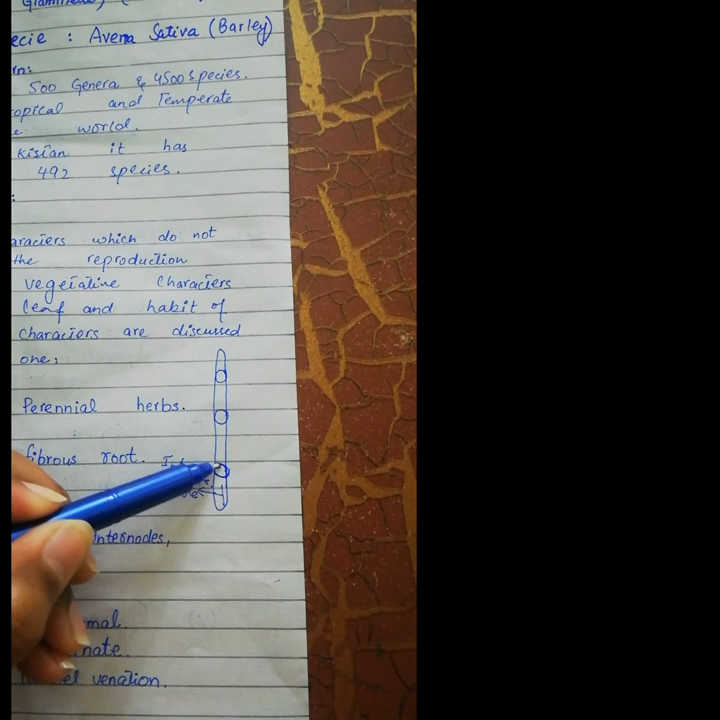 ecie : Avena Sativa (Barley)
in:
500 Genera & 4500 species.
opical and Temperate
e world.
kistan it has
492 species.
:
aracters which do not
the reproduction
vegetative Characters
leaf and habit of
characters are discussed
one,
Perennial herbs.
fibrous root.
internodes,
mal.
nate.
el venation.